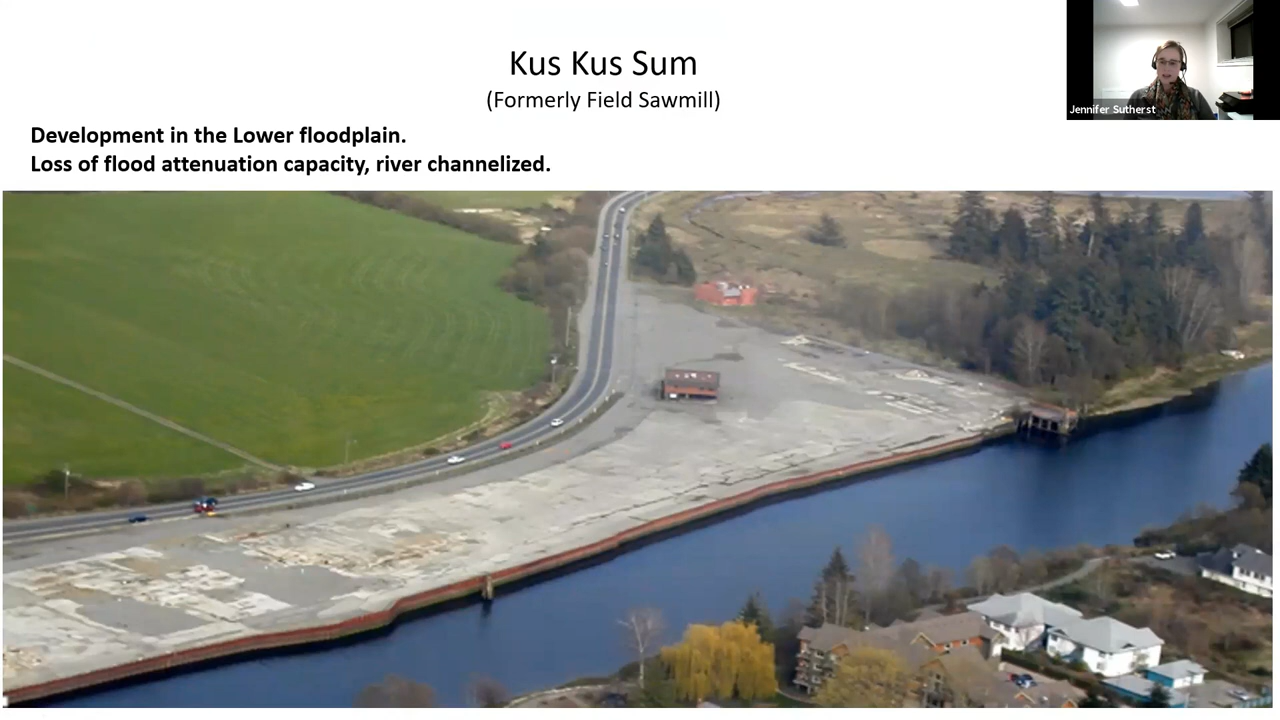 Kus Kus Sum
(Formerly Field Sawmill)
Development in the Lower floodplain.
Loss of flood attenuation capacity, river channelized.
Jennifer Sutherst